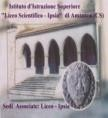 Istituto d'Istruzione Superiore
"Liceo Scientifico - Ipsia" di Amantea (CS)
Sedi Associate: Liceo - Ipsia